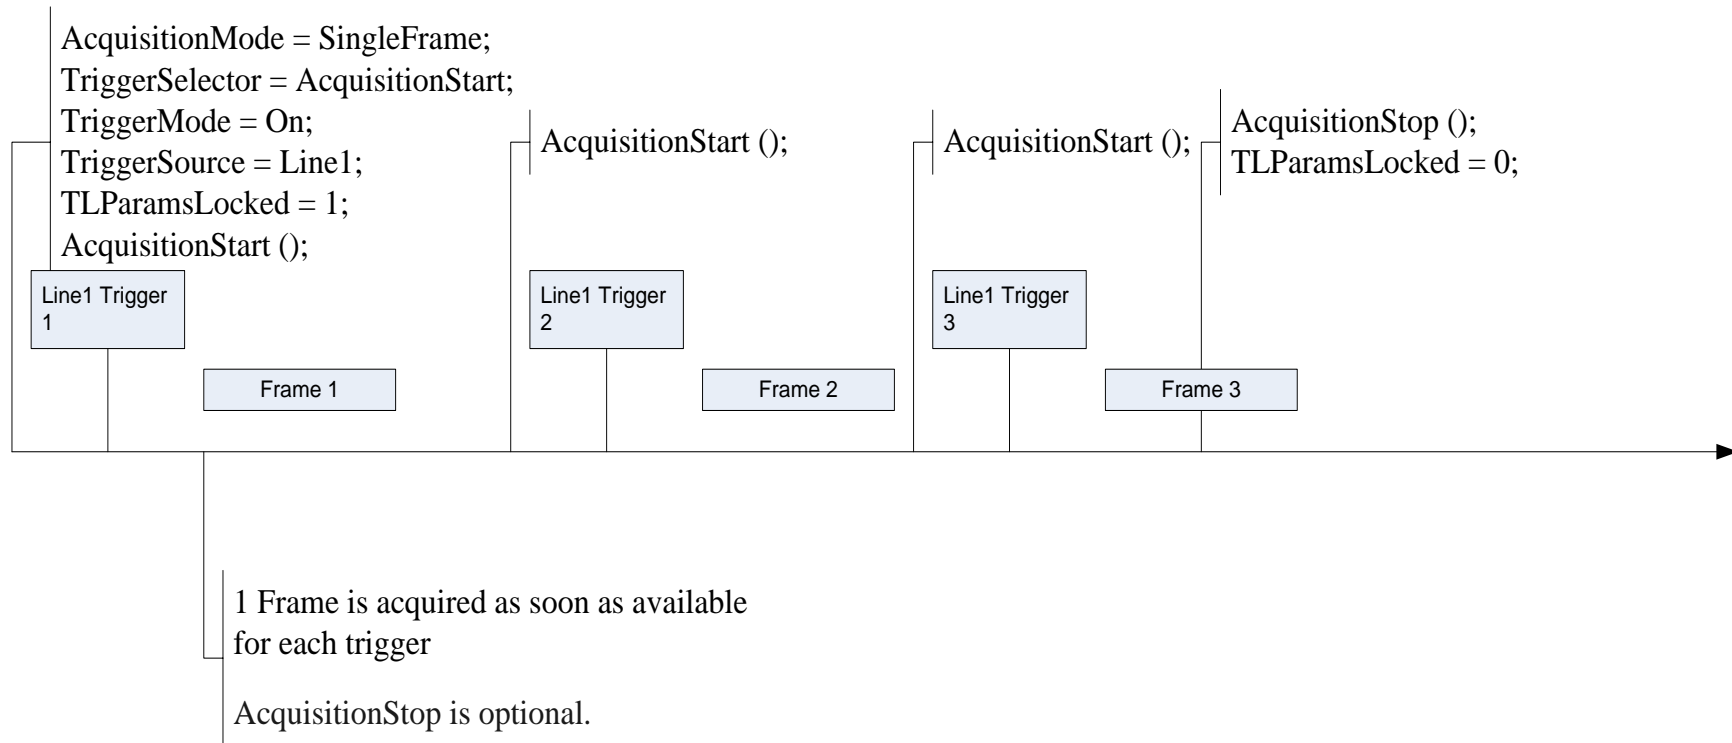 AcquisitionMode = SingleFrame;
TriggerSelector = AcquisitionStart;
TriggerMode = On;
TriggerSource = Line1;
TLParamsLocked = 1;
AcquisitionStart ();
AcquisitionStart ();
AcquisitionStart ();
AcquisitionStop ();
TLParamsLocked = 0;
Line1 Trigger
1
Line1 Trigger
2
Line1 Trigger
3
Frame 1
Frame 2
Frame 3
1 Frame is acquired as soon as available
for each trigger
AcquisitionStop is optional.